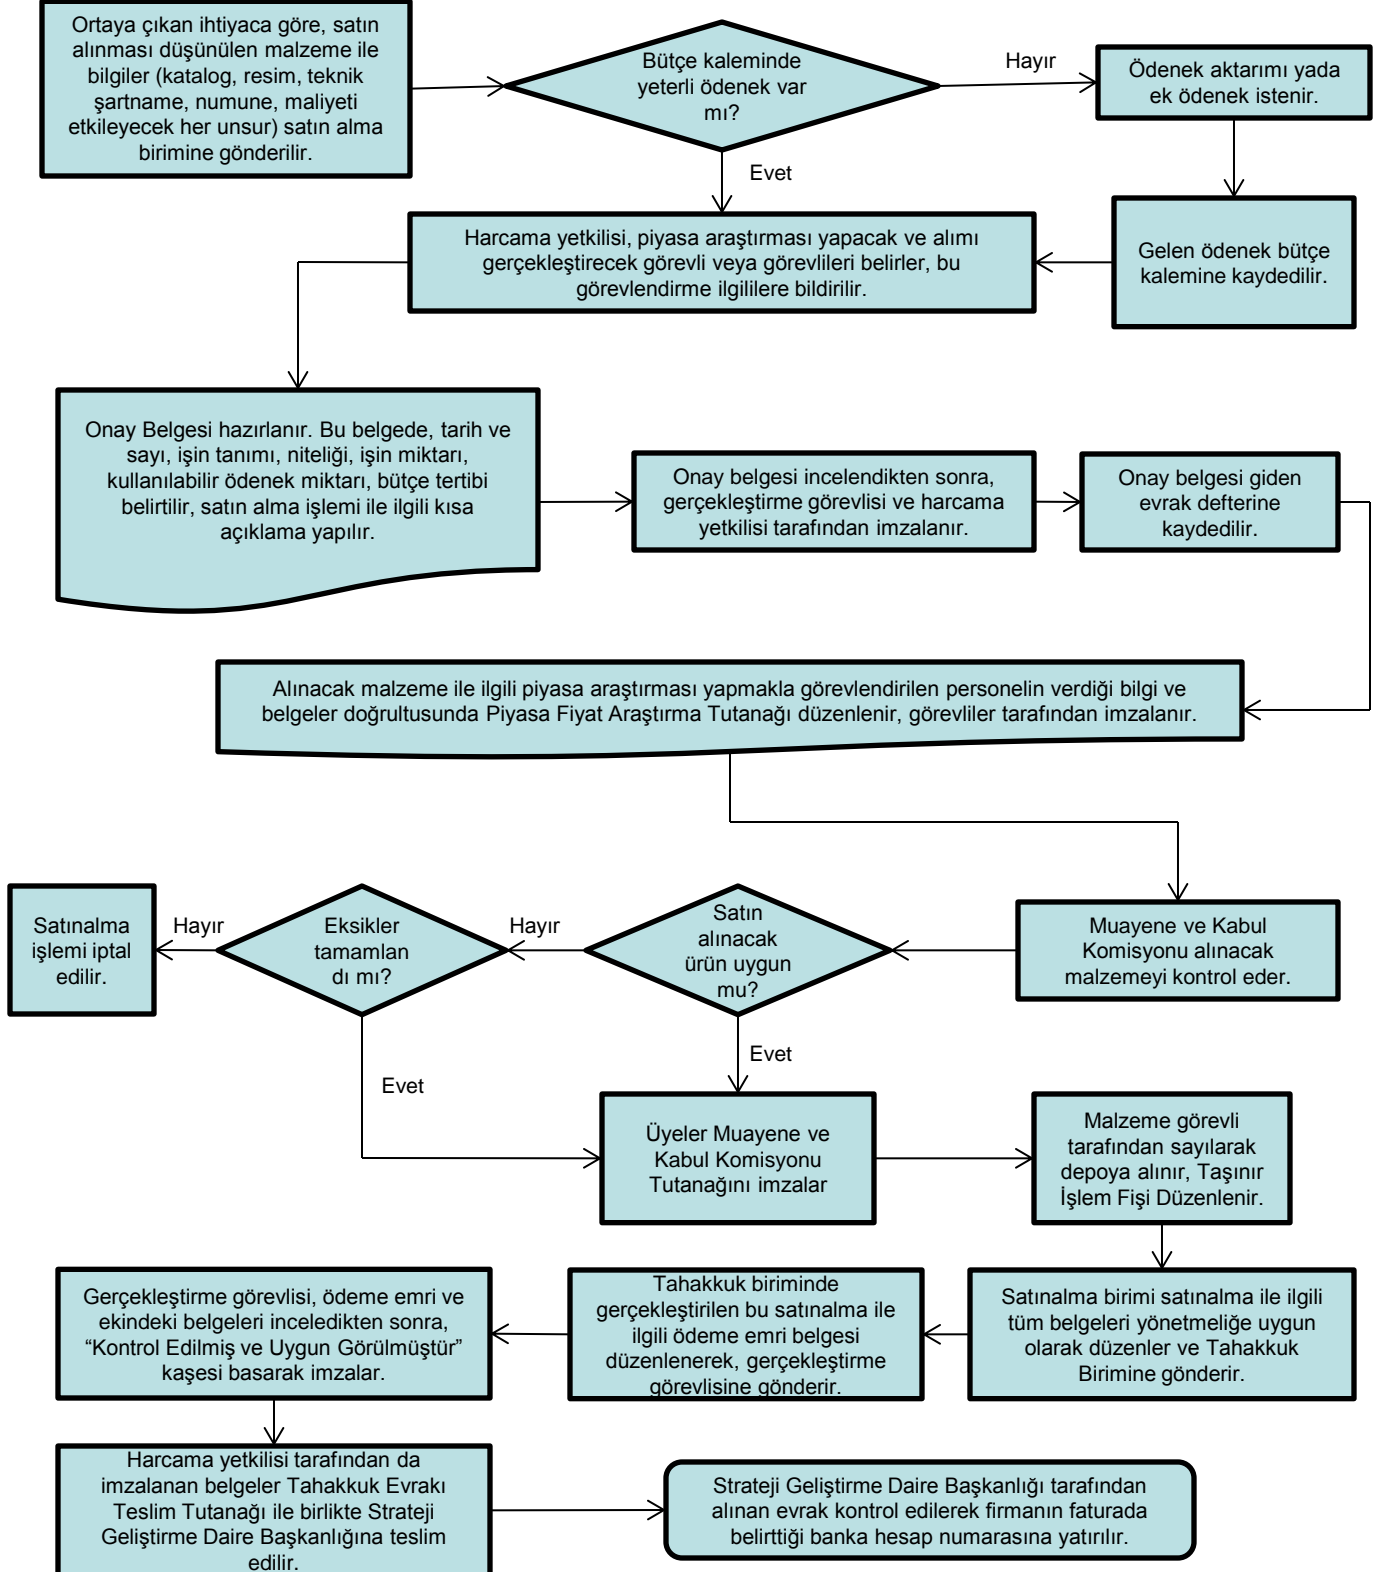 Ortaya çıkan ihtiyaca göre, satın
alınması düşünülen malzeme ile
bilgiler (katalog, resim, teknik
şartname, numune, maliyeti
etkileyecek her unsur) satın alma
birimine gönderilir.
Bütçe kaleminde
yeterli ödenek var
mı?
Hayır
Ödenek aktarımı yada
ek ödenek istenir.
Evet
Harcama yetkilisi, piyasa araştırması yapacak ve alımı
gerçekleştirecek görevli veya görevlileri belirler, bu
görevlendirme ilgililere bildirilir.
Gelen ödenek bütçe
kalemine kaydedilir.
Onay Belgesi hazırlanır. Bu belgede, tarih ve
sayı, işin tanımı, niteliği, işin miktarı,
kullanılabilir ödenek miktarı, bütçe tertibi
belirtilir, satın alma işlemi ile ilgili kısa
açıklama yapılır.
Onay belgesi incelendikten sonra,
gerçekleştirme görevlisi ve harcama
yetkilisi tarafından imzalanır.
Onay belgesi giden
evrak defterine
kaydedilir.
Alınacak malzeme ile ilgili piyasa araştırması yapmakla görevlendirilen personelin verdiği bilgi ve
belgeler doğrultusunda Piyasa Fiyat Araştırma Tutanağı düzenlenir, görevliler tarafından imzalanır.
Satınalma
işlemi iptal
edilir.
Hayır
Eksikler
tamamlan
dı mı?
Hayır
Satın
alınacak
ürün uygun
mu?
Muayene ve Kabul
Komisyonu alınacak
malzemeyi kontrol eder.
Evet
Evet
Üyeler Muayene ve
Kabul Komisyonu
Tutanağını imzalar
Malzeme görevli
tarafından sayılarak
depoya alınır, Taşınır
İşlem Fişi Düzenlenir.
Gerçekleştirme görevlisi, ödeme emri ve
ekindeki belgeleri inceledikten sonra,
“Kontrol Edilmiş ve Uygun Görülmüştür”
kaşesi basarak imzalar.
Tahakkuk biriminde
gerçekleştirilen bu satınalma ile
ilgili ödeme emri belgesi
düzenlenerek, gerçekleştirme
görevlisine gönderir.
Satınalma birimi satınalma ile ilgili
tüm belgeleri yönetmeliğe uygun
olarak düzenler ve Tahakkuk
Birimine gönderir.
Harcama yetkilisi tarafından da
imzalanan belgeler Tahakkuk Evrakı
Teslim Tutanağı ile birlikte Strateji
Geliştirme Daire Başkanlığına teslim
edilir.
Strateji Geliştirme Daire Başkanlığı tarafından
alınan evrak kontrol edilerek firmanın faturada
belirttiği banka hesap numarasına yatırılır.